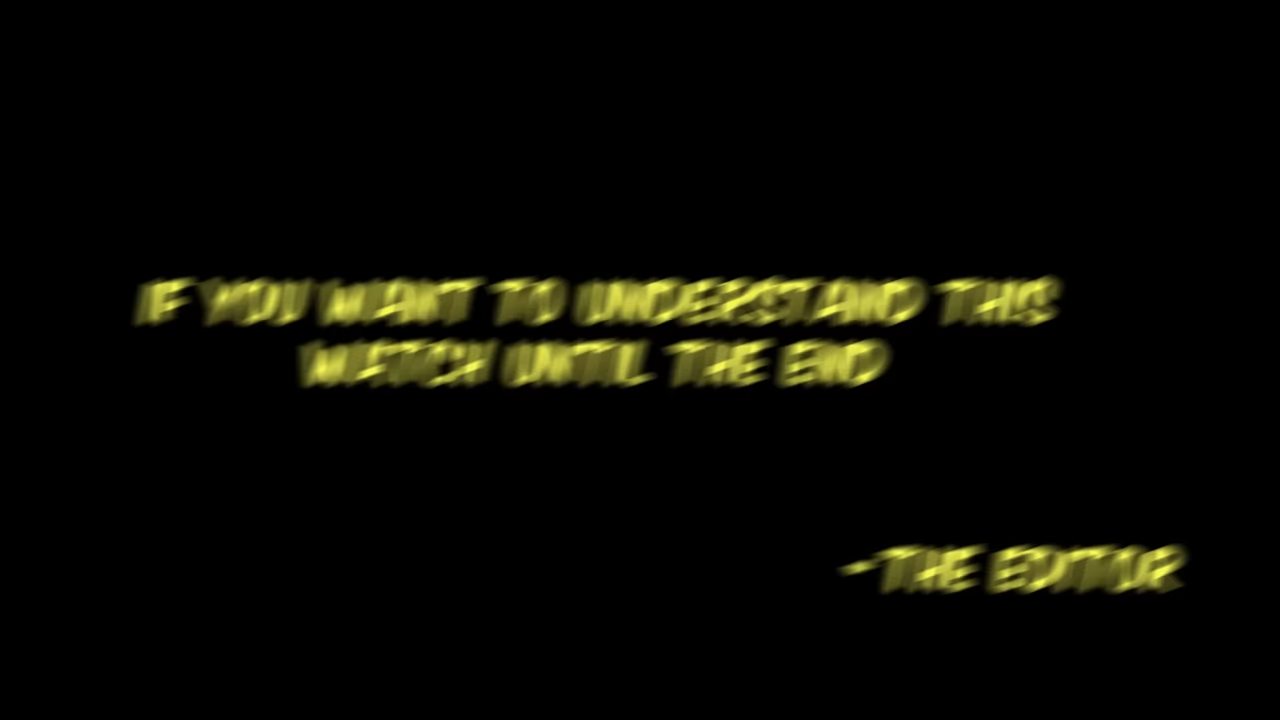 IF YOU WANT TO UNDERSTAND THIS
WATCH UNTIL THE END
-THE EDITOR